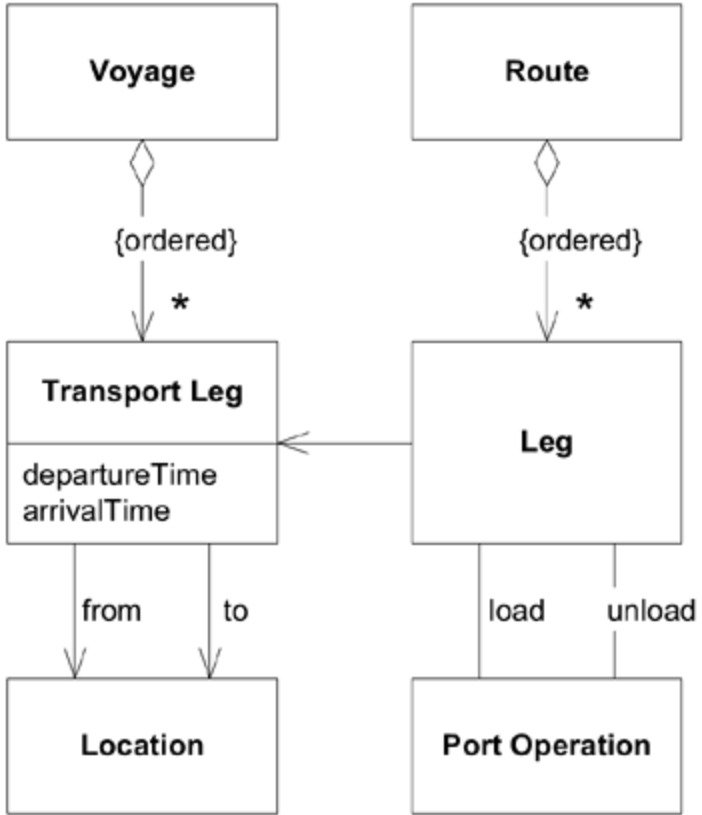 Voyage
Route
{ordered}
{ordered}
*
*
Transport Leg
departureTime
arrivalTime
Leg
from
to
load
unload
Location
Port Operation